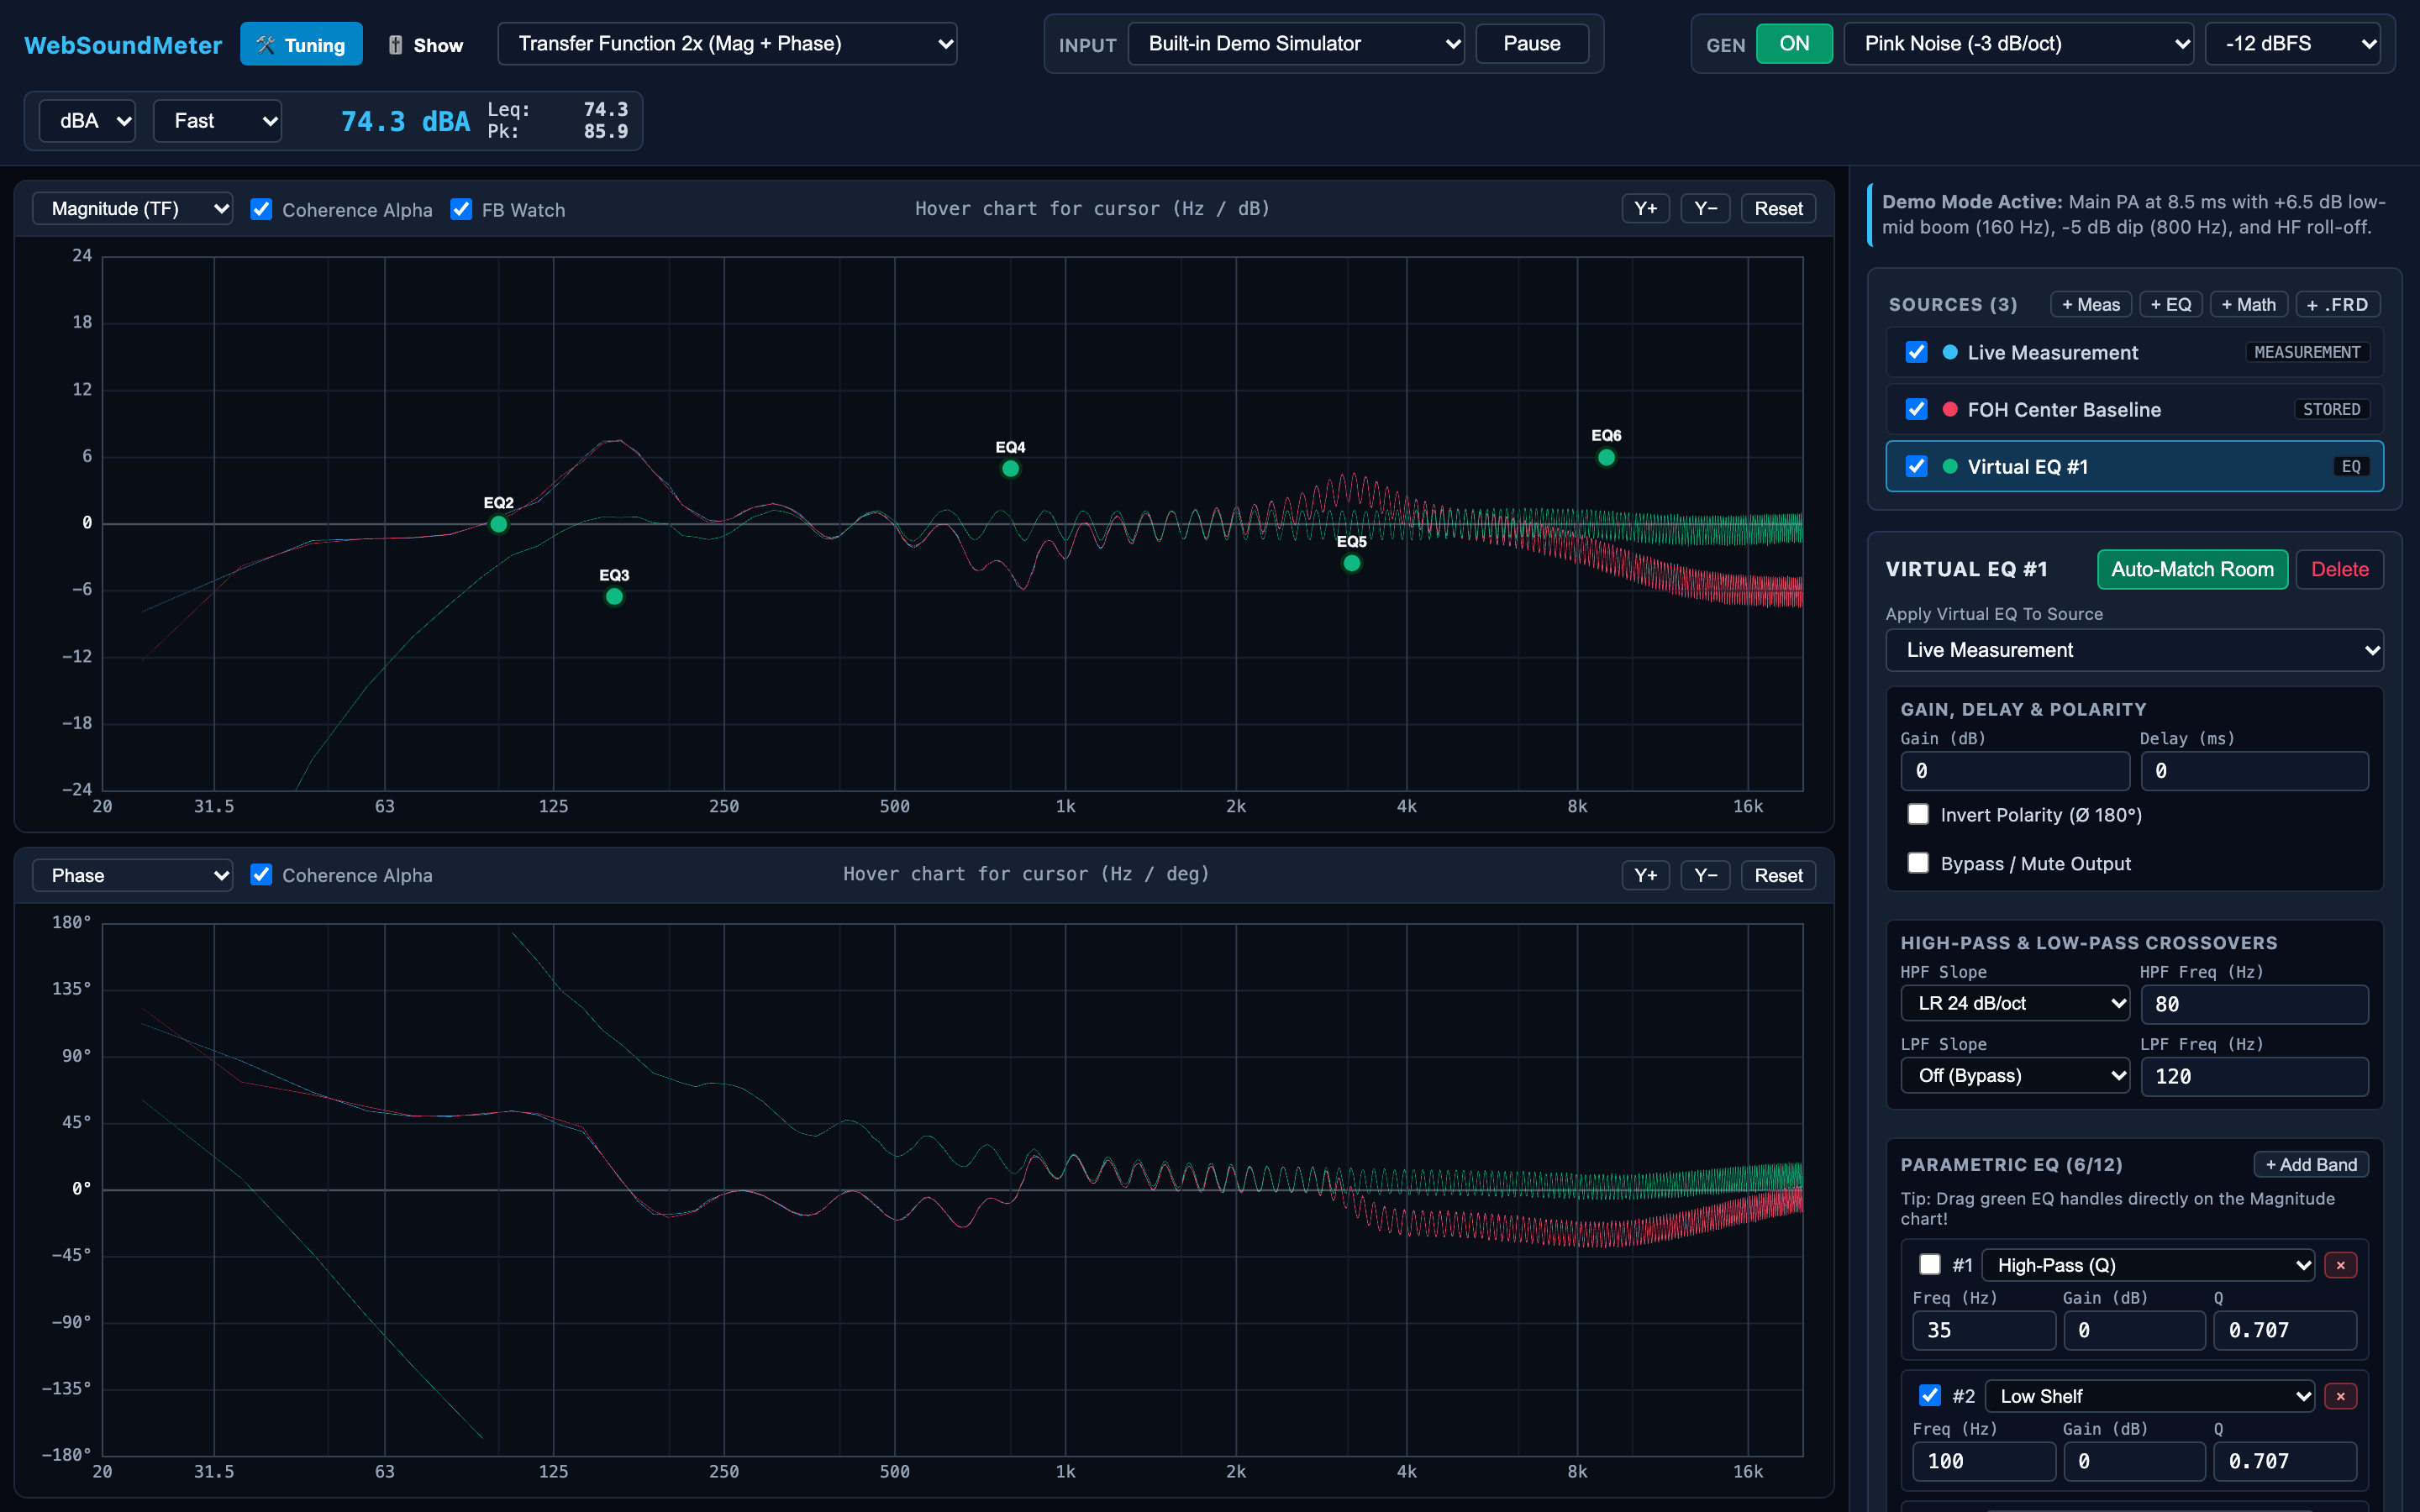 WebSoundMeter 🛠️ Tuning 🎚️ Show Transfer Function 2x (Mag + Phase) INPUT Built-in Demo Simulator Pause GEN ON Pink Noise (-3 dB/oct) -12 dBFS
dBA Fast 74.3 dBA Leq: 74.3
Pk: 85.9
Magnitude (TF) Coherence Alpha FB Watch Hover chart for cursor (Hz / dB) Y+ Y− Reset
24
18
12
6
0
−6
−12
−18
−24
EQ2
EQ3
EQ4
EQ5
EQ6
20 31.5 63 125 250 500 1k 2k 4k 8k 16k
Phase Coherence Alpha Hover chart for cursor (Hz / deg) Y+ Y− Reset
180°
135°
90°
45°
0°
−45°
−90°
−135°
−180°
20 31.5 63 125 250 500 1k 2k 4k 8k 16k
Demo Mode Active: Main PA at 8.5 ms with +6.5 dB low-
mid boom (160 Hz), -5 dB dip (800 Hz), and HF roll-off.
SOURCES (3) + Meas + EQ + Math + .FRD
Live Measurement MEASUREMENT
FOH Center Baseline STORED
Virtual EQ #1 EQ
VIRTUAL EQ #1 Auto-Match Room Delete
Apply Virtual EQ To Source
Live Measurement
GAIN, DELAY & POLARITY
Gain (dB) Delay (ms)
0 0
Invert Polarity (Ø 180°)
Bypass / Mute Output
HIGH-PASS & LOW-PASS CROSSOVERS
HPF Slope HPF Freq (Hz)
LR 24 dB/oct 80
LPF Slope LPF Freq (Hz)
Off (Bypass) 120
PARAMETRIC EQ (6/12) + Add Band
Tip: Drag green EQ handles directly on the Magnitude
chart!
#1 High-Pass (Q) ×
Freq (Hz) Gain (dB) Q
35 0 0.707
#2 Low Shelf ×
Freq (Hz) Gain (dB) Q
100 0 0.707